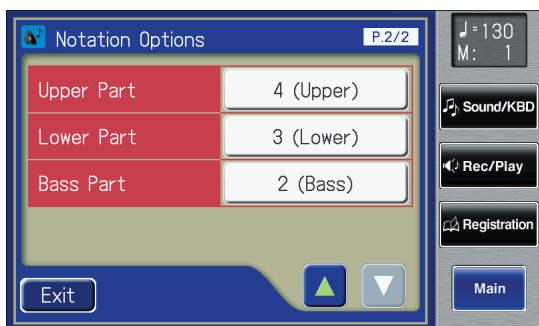 Notation Options
P.2/2
Upper Part
4 (Upper)
Lower Part
3 (Lower)
Bass Part
2 (Bass)
Exit
♩=130
M: 1
Sound/KBD
Rec/Play
Registration
Main